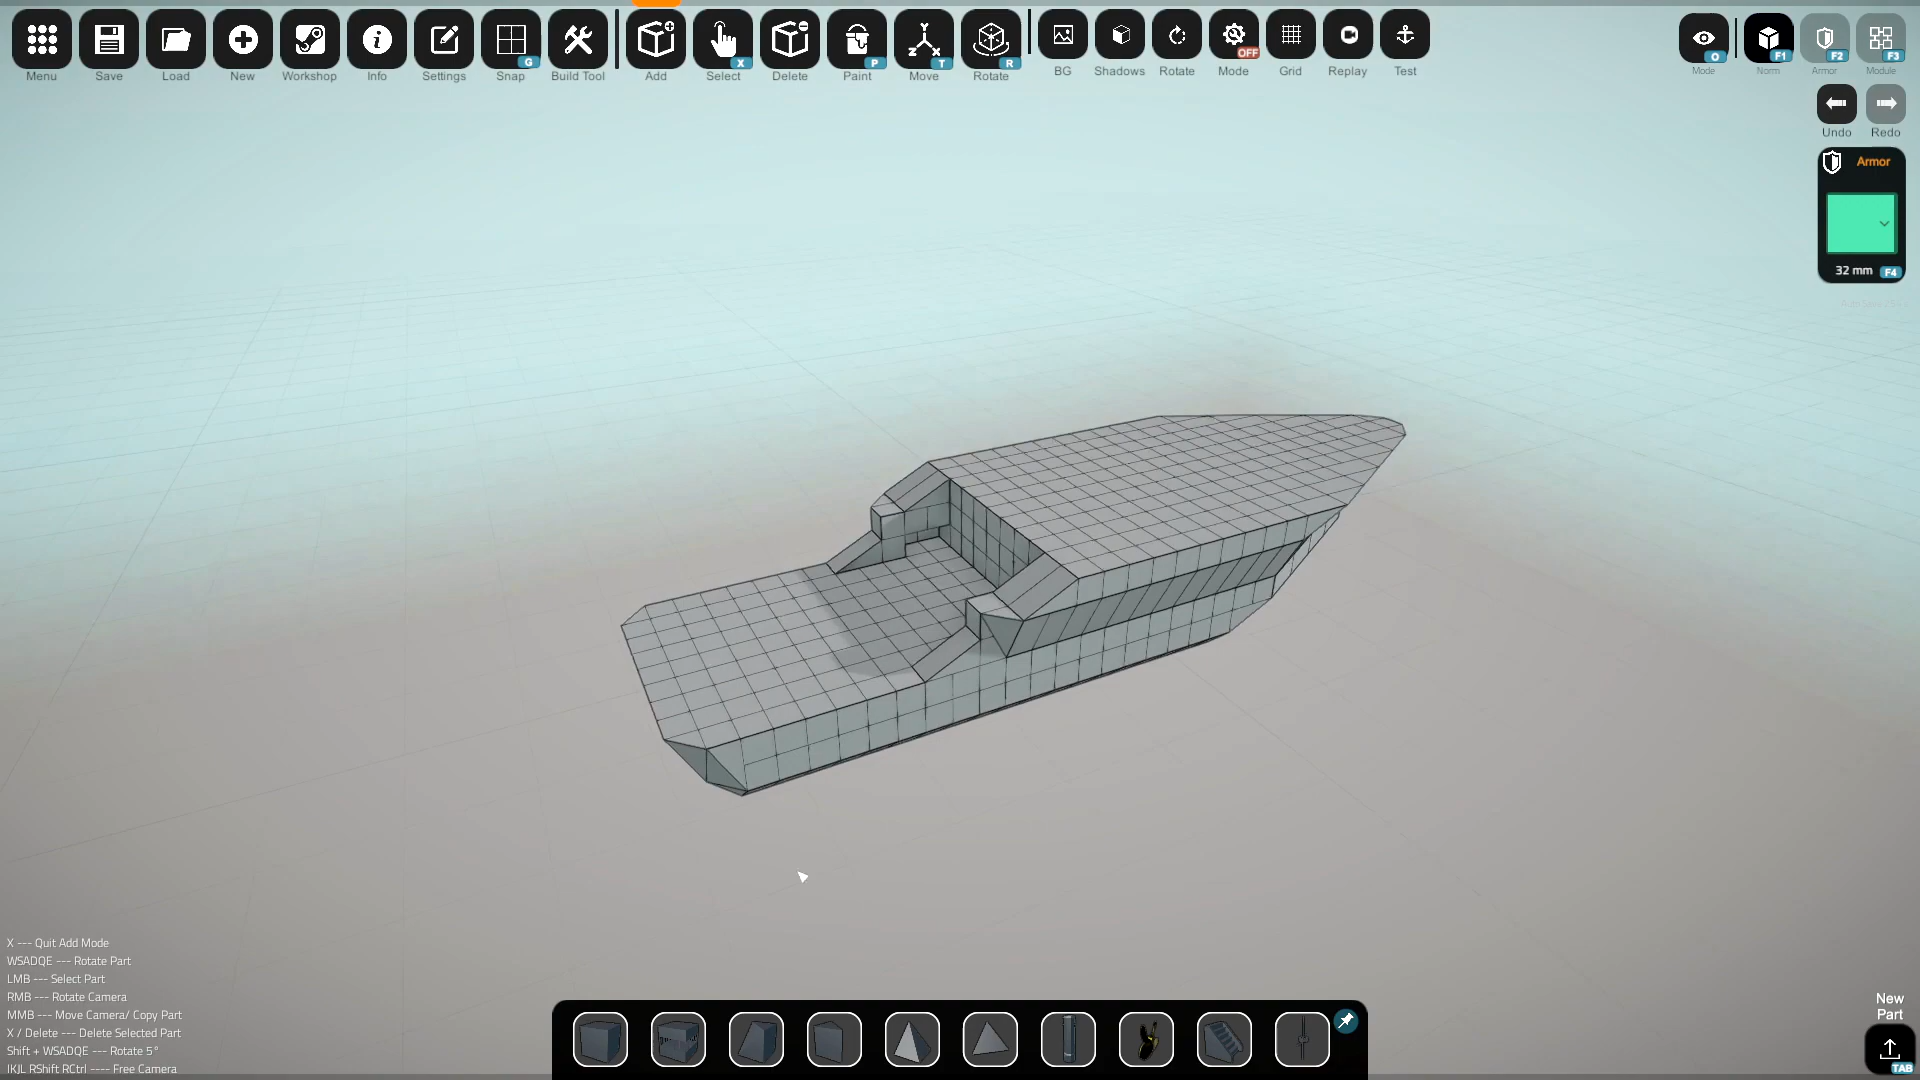 Menu
Save
Load
New
Workshop
Info
Settings
Snap
G
Build Tool
Add
Select
X
Delete
Paint
P
Move
T
Rotate
R
BG
Shadows
Rotate
Mode
OFF
Grid
Replay
Test
Mode
O
Norm
F1
Armor
F2
Module
F3
Undo
Redo
Armor
32 mm
F4
X --- Quit Add Mode
WSADQE --- Rotate Part
LMB --- Select Part
RMB --- Rotate Camera
MMB --- Move Camera/ Copy Part
X / Delete --- Delete Selected Part
Shift + WSADQE --- Rotate 5°
IKJL RShift RCtrl ---- Free Camera
New
Part
TAB